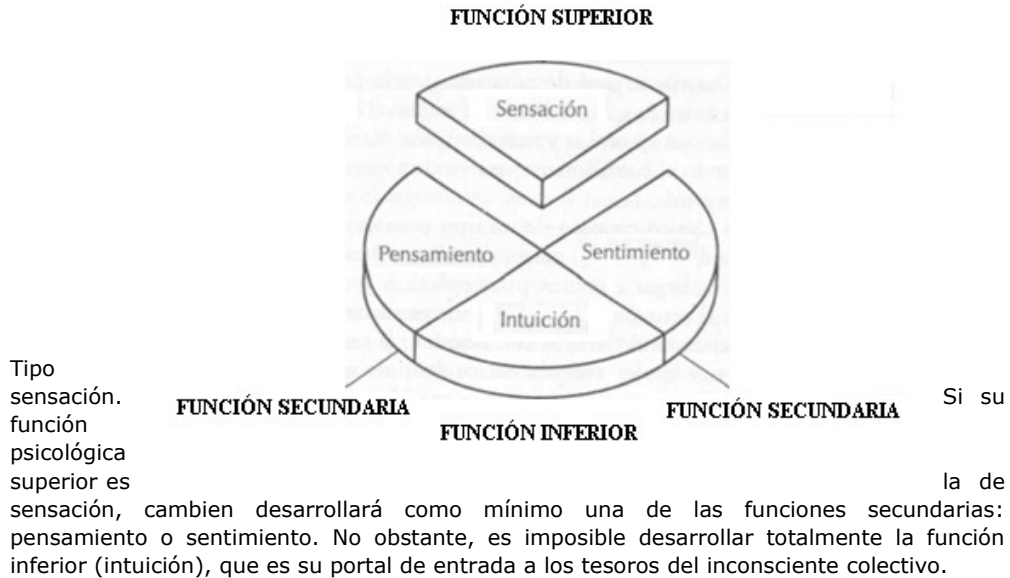 FUNCIÓN SUPERIOR
Sensación
Pensamiento
Sentimiento
Intuición
FUNCIÓN SECUNDARIA
FUNCIÓN SECUNDARIA
FUNCIÓN INFERIOR
Tipo
sensación. Si su
función
psicológica
superior es la de
sensación, cambien desarrollará como mínimo una de las funciones secundarias:
pensamiento o sentimiento. No obstante, es imposible desarrollar totalmente la función
inferior (intuición), que es su portal de entrada a los tesoros del inconsciente colectivo.